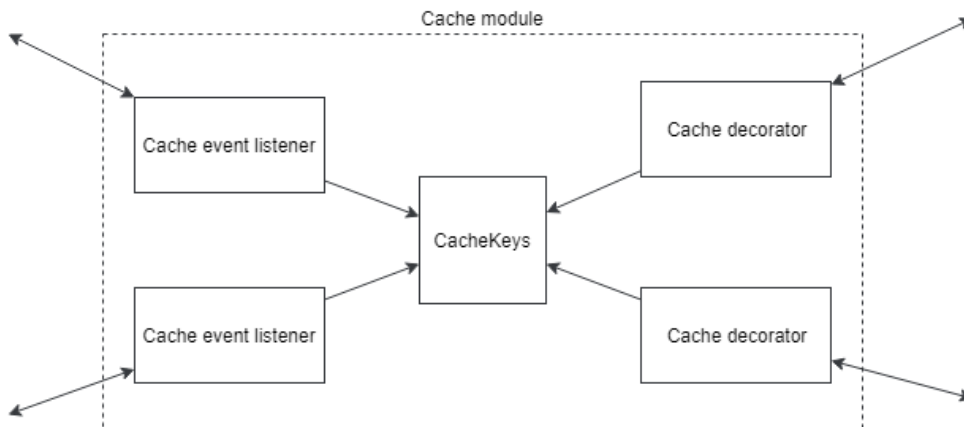 Cache module
Cache event listener
Cache decorator
CacheKeys
Cache event listener
Cache decorator